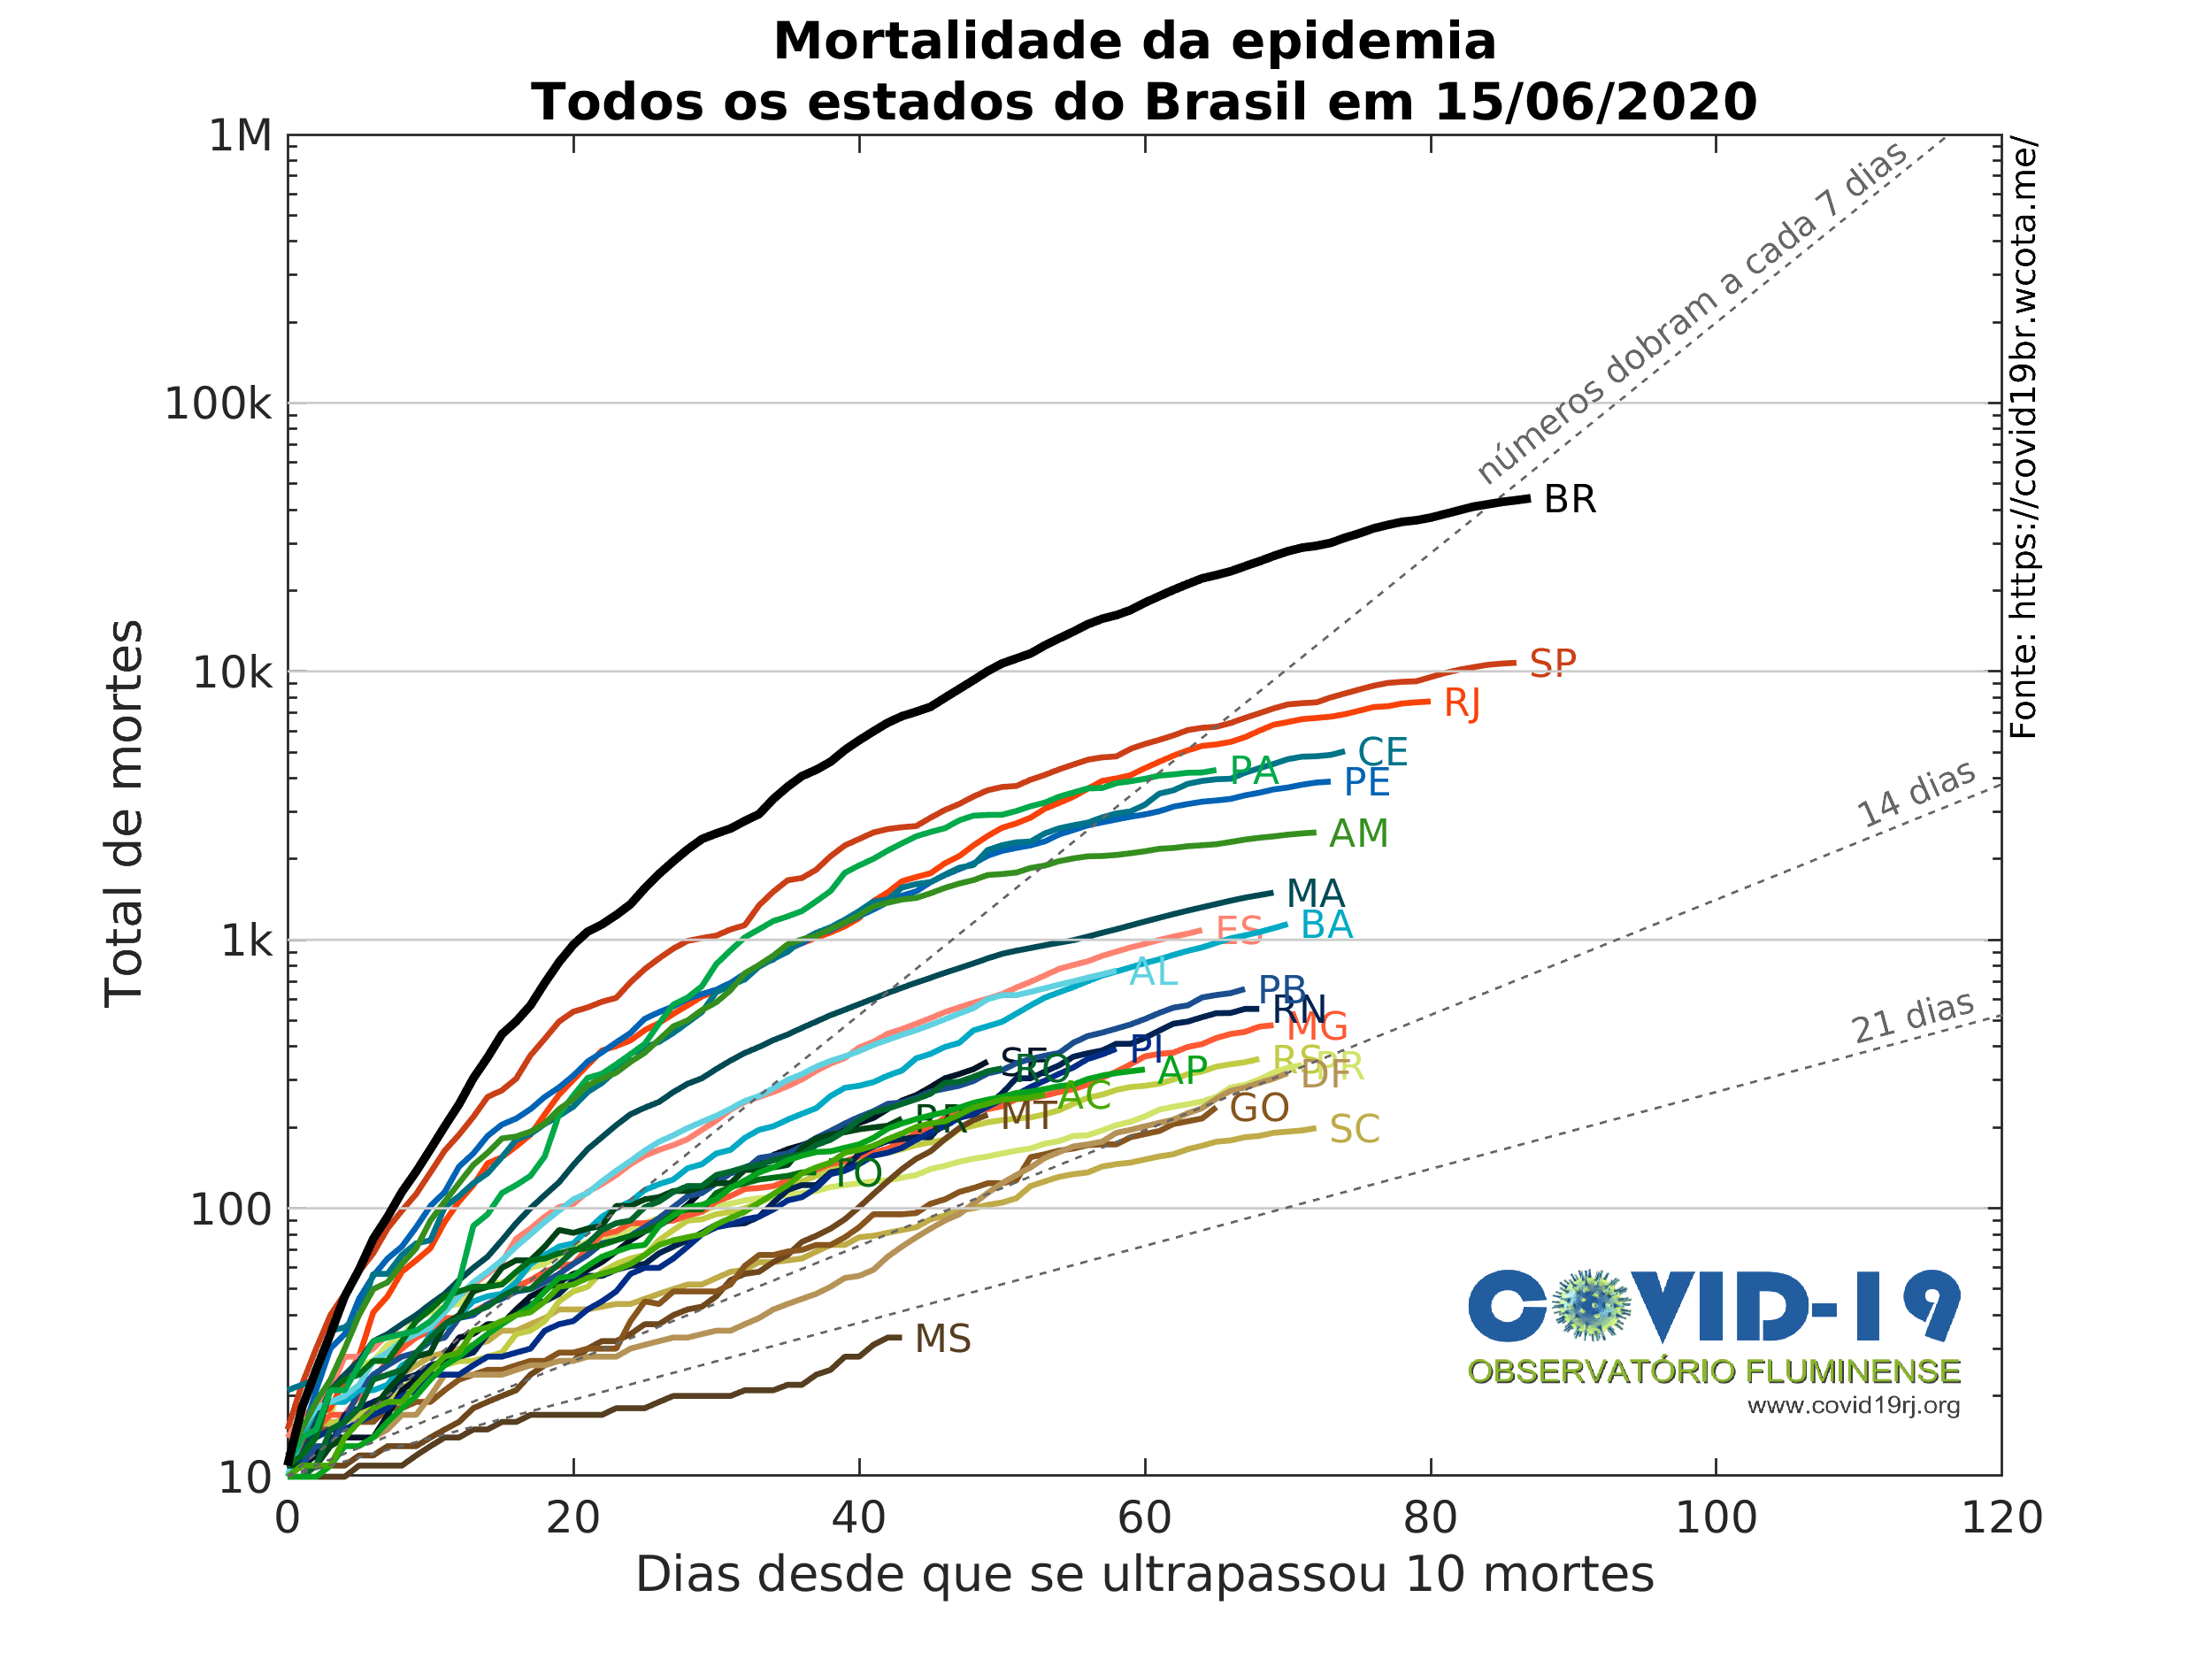 Mortalidade da epidemia
Todos os estados do Brasil em 15/06/2020
1M
100k
10k
1k
100
10
Total de mortes
0 20 40 60 80 100 120
Dias desde que se ultrapassou 10 mortes
Fonte: https://covid19br.wcota.me/
números dobram a cada 7 dias
14 dias
21 dias
BR
SP
RJ
CE
PA
PE
AM
MA
BA
ES
AL
PB
RN
MG
PI
SE
RO
RS
PR
DF
AP
AC
GO
MT
RR
SC
TO
MS
COVID-19
OBSERVATÓRIO FLUMINENSE
www.covid19rj.org